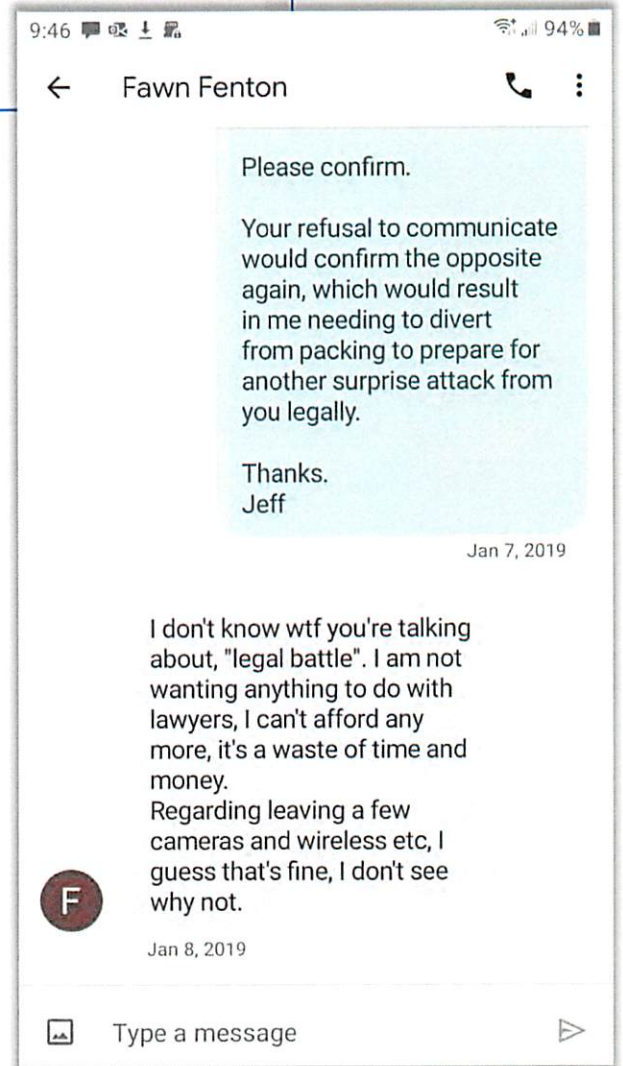 9:46 94%
Fawn Fenton
Please confirm.
Your refusal to communicate
would confirm the opposite
again, which would result
in me needing to divert
from packing to prepare for
another surprise attack from
you legally.
Thanks.
Jeff
Jan 7, 2019
I don't know wtf you're talking
about, "legal battle". I am not
wanting anything to do with
lawyers, I can't afford any
more, it's a waste of time and
money.
Regarding leaving a few
cameras and wireless etc, I
guess that's fine, I don't see
why not.
F
Jan 8, 2019
Type a message